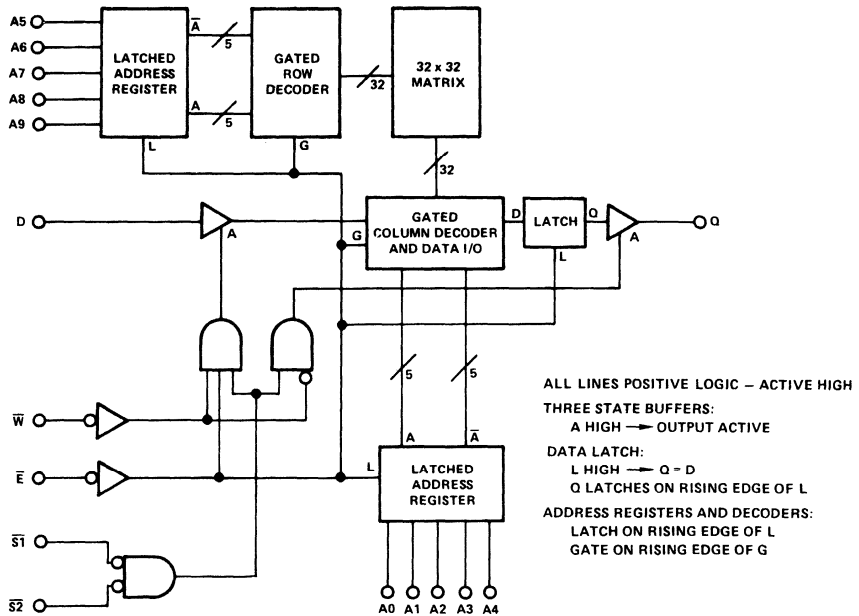 A5
A6
A7
A8
A9
LATCHED
ADDRESS
REGISTER
L
A̅
5
A
5
GATED
ROW
DECODER
G
32
32 x 32
MATRIX
32
D
A
G
GATED
COLUMN DECODER
AND DATA I/O
D
LATCH
Q
L
A
Q
5
5
W̅
E̅
L
A
A̅
LATCHED
ADDRESS
REGISTER
S1̅
S2̅
A0 A1 A2 A3 A4
ALL LINES POSITIVE LOGIC – ACTIVE HIGH
THREE STATE BUFFERS:
A HIGH → OUTPUT ACTIVE
DATA LATCH:
L HIGH → Q = D
Q LATCHES ON RISING EDGE OF L
ADDRESS REGISTERS AND DECODERS:
LATCH ON RISING EDGE OF L
GATE ON RISING EDGE OF G